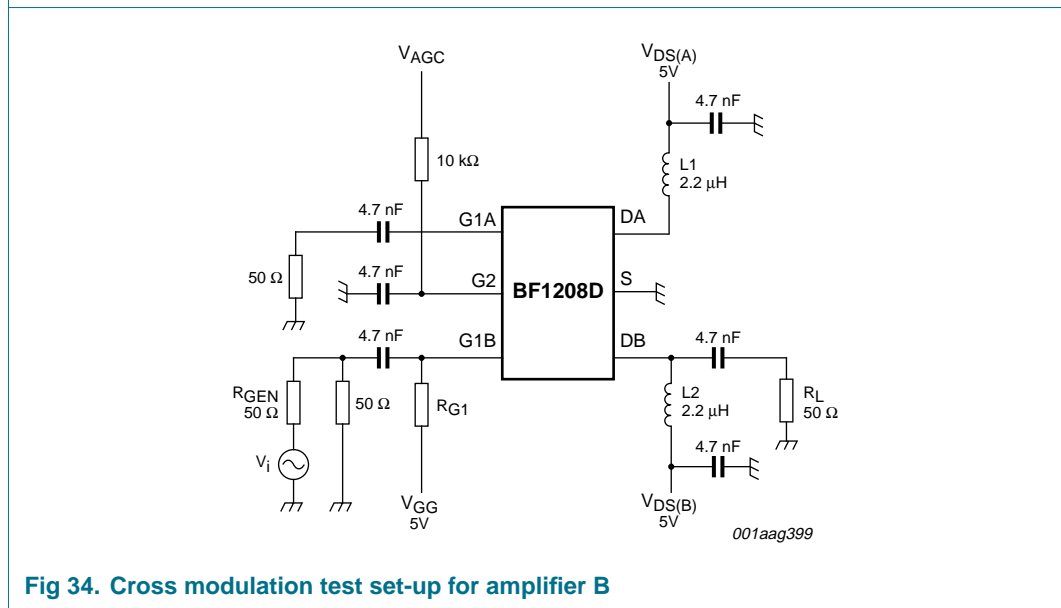 VAGC
VDS(A)
5V
4.7 nF
10 kΩ
L1
2.2 μH
4.7 nF
G1A
DA
50 Ω
4.7 nF
G2
BF1208D
S
4.7 nF
G1B
DB
4.7 nF
RGEN
50 Ω
50 Ω
RG1
L2
2.2 μH
RL
50 Ω
Vi
4.7 nF
VGG
5V
VDS(B)
5V
001aag399
Fig 34. Cross modulation test set-up for amplifier B